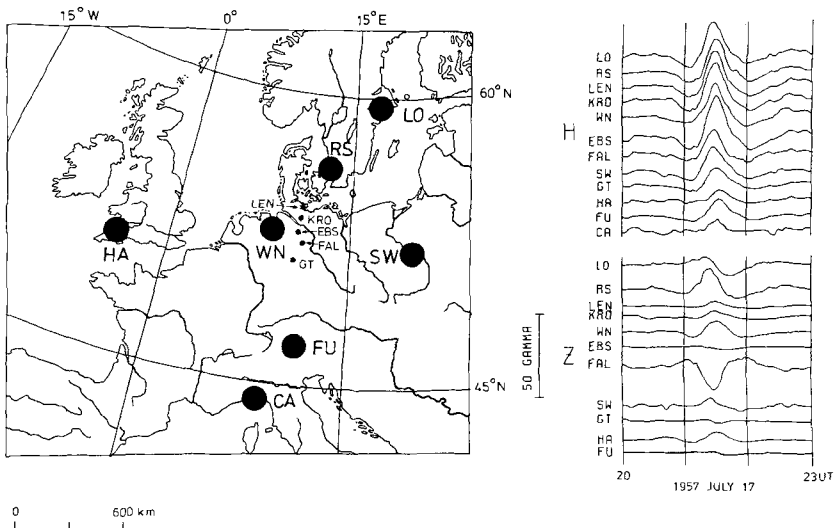 15°W
0°
15°E
60°N
LO
RS
LEN
KRO
EBS
FAL
HA
WN
SW
GT
FU
45°N
CA
0 600 km
H
LO
RS
LEN
KRO
WN
EBS
FAL
SW
GT
HA
FU
CA
50 GAMMA
Z
LO
RS
LEN
KRO
WN
EBS
FAL
SW
GT
HA
FU
20 23UT
1957 JULY 17